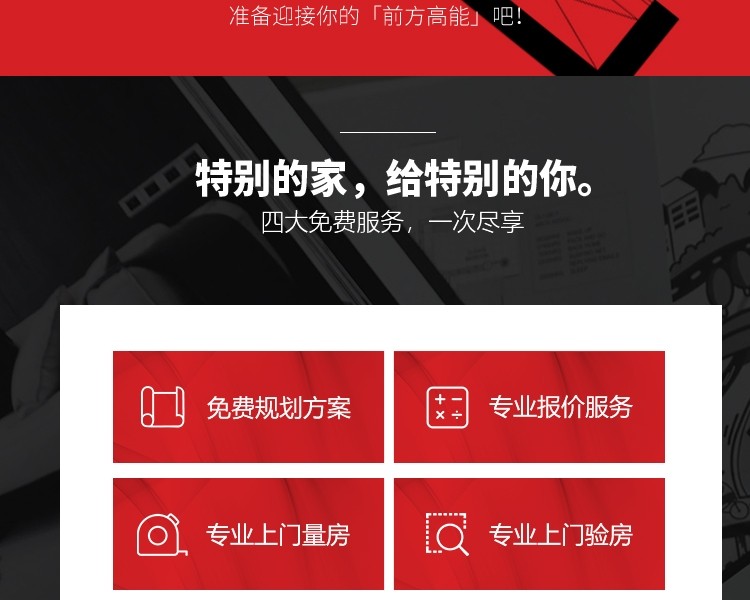 准备迎接你的「前方高能」吧!
特别的家，给特别的你。
四大免费服务，一次尽享
免费规划方案
专业报价服务
专业上门量房
专业上门验房